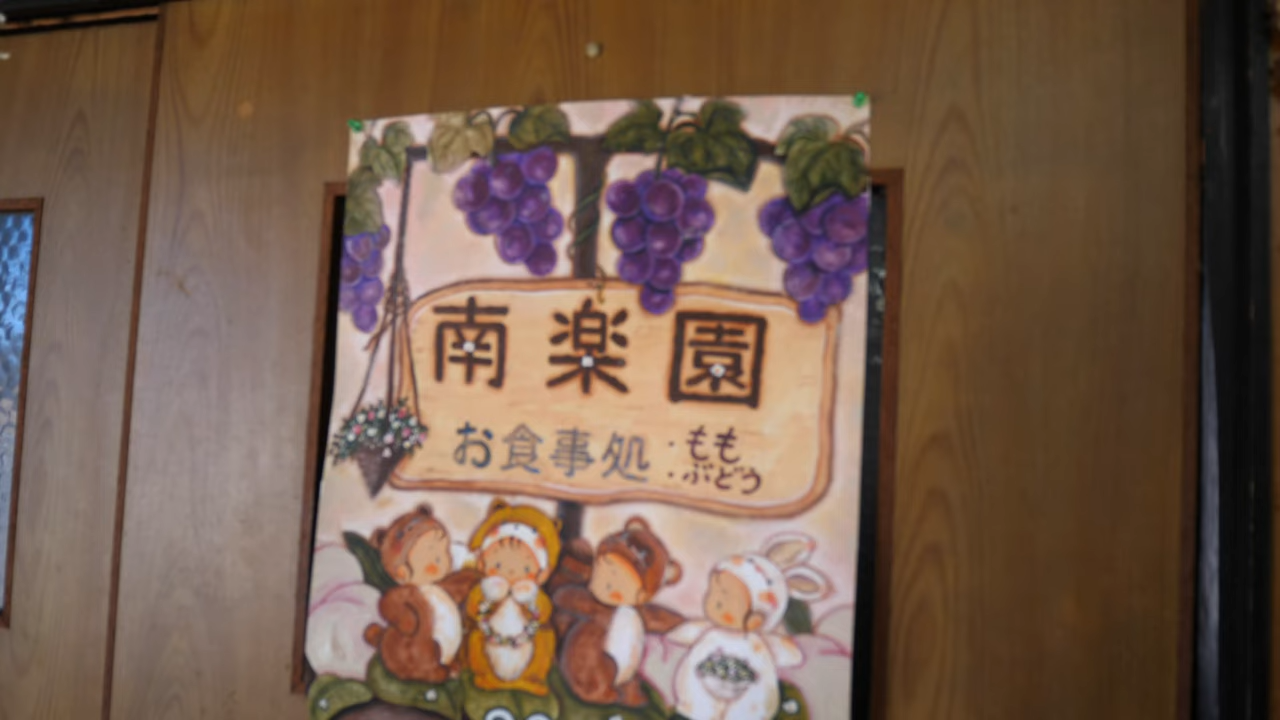 南楽園
お食事処
・もも
・ぶどう